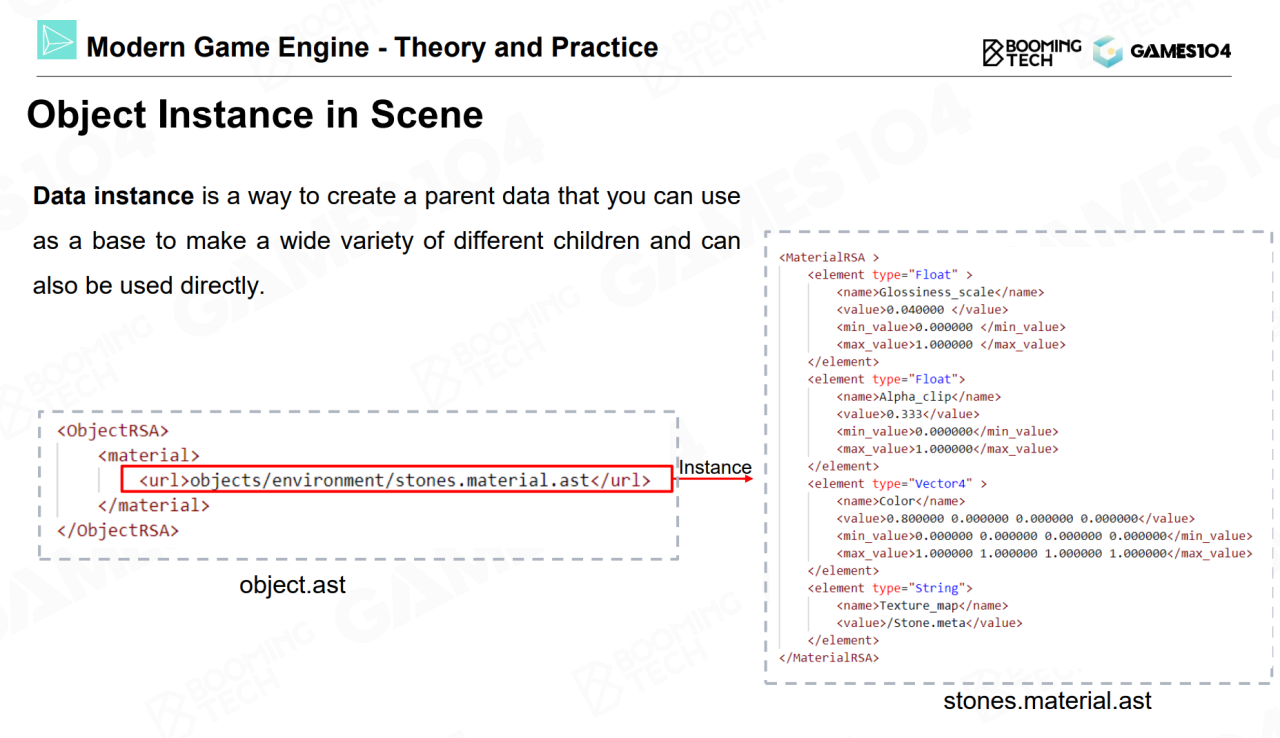 Modern Game Engine - Theory and Practice
BOOMING
TECH
GAMES104
Object Instance in Scene
Data instance is a way to create a parent data that you can use
as a base to make a wide variety of different children and can
also be used directly.
<ObjectRSA>
<material>
<url>objects/environment/stones.material.ast</url>
</material>
</ObjectRSA>
object.ast
Instance
<MaterialRSA >
<element type="Float" >
<name>Glossiness_scale</name>
<value>0.040000 </value>
<min_value>0.000000 </min_value>
<max_value>1.000000 </max_value>
</element>
<element type="Float">
<name>Alpha_clip</name>
<value>0.333</value>
<min_value>0.000000</min_value>
<max_value>1.000000</max_value>
</element>
<element type="Vector4" >
<name>Color</name>
<value>0.800000 0.000000 0.000000 0.000000</value>
<min_value>0.000000 0.000000 0.000000 0.000000</min_value>
<max_value>1.000000 1.000000 1.000000 1.000000</max_value>
</element>
<element type="String">
<name>Texture_map</name>
<value>/Stone.meta</value>
</element>
</MaterialRSA>
stones.material.ast